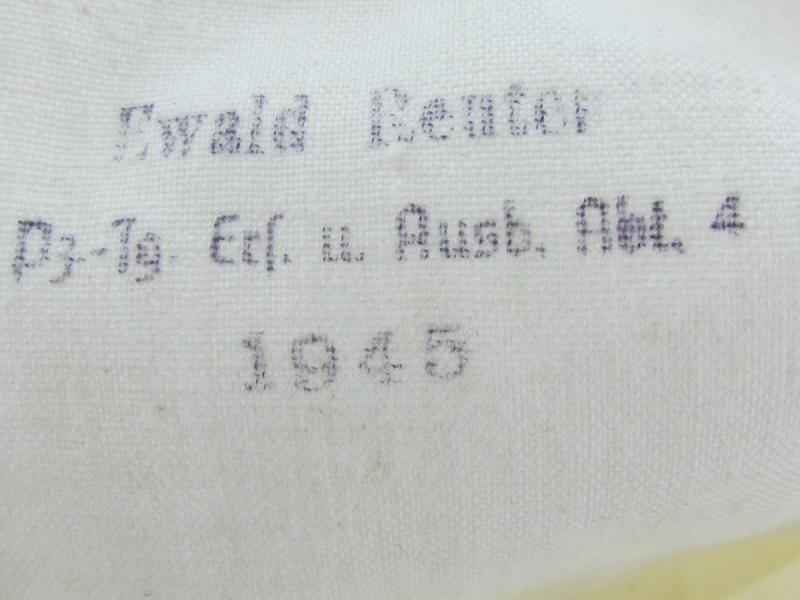 Ewald Renter
Pz.-Jg. Ers. u. Ausb. Abt. 4
1945